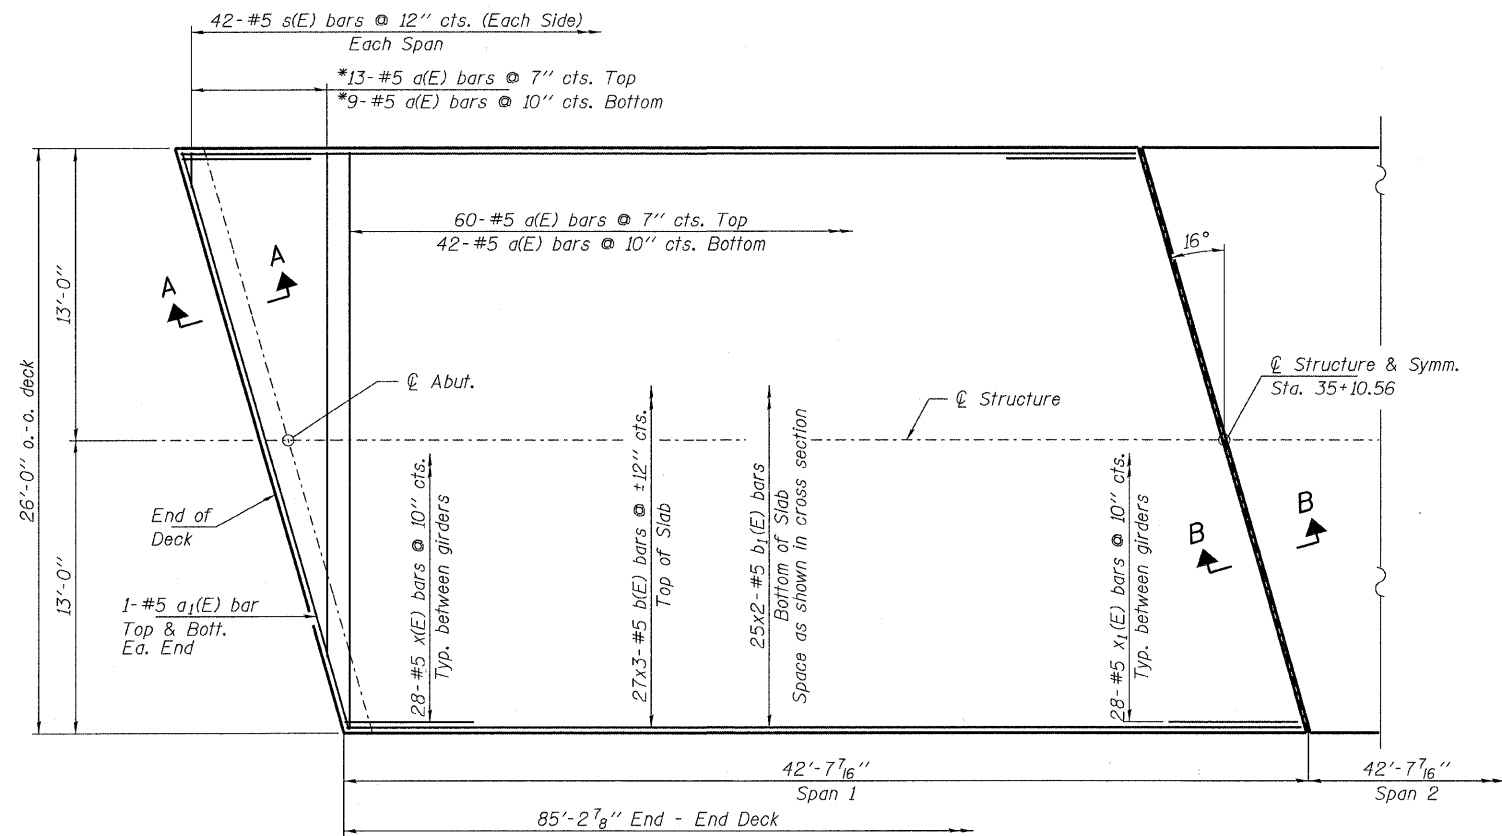 42-#5 s(E) bars @ 12" cts. (Each Side)
Each Span
*13-#5 a(E) bars @ 7" cts. Top
*9-#5 a(E) bars @ 10" cts. Bottom
60-#5 a(E) bars @ 7" cts. Top
42-#5 a(E) bars @ 10" cts. Bottom
16°
A
A
13'-0"
26'-0" o.-o. deck
13'-0"
℄ Abut.
℄ Structure
℄ Structure & Symm.
Sta. 35+10.56
End of
Deck
1-#5 a₁(E) bar
Top & Bott.
Ea. End
28-#5 x(E) bars @ 10" cts.
Typ. between girders
27x3-#5 b(E) bars @ ±12" cts.
Top of Slab
25x2-#5 b₁(E) bars
Bottom of Slab
Space as shown in cross section
28-#5 x₁(E) bars @ 10" cts.
Typ. between girders
B
B
42'-7 7/16"
Span 1
42'-7 7/16"
Span 2
85'-2 7/8" End - End Deck